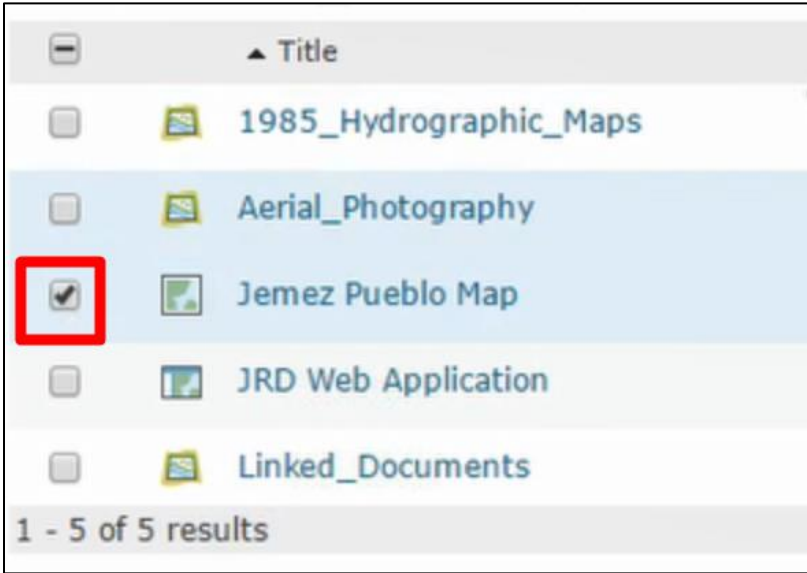 Title
1985_Hydrographic_Maps
Aerial_Photography
Jemez Pueblo Map
JRD Web Application
Linked_Documents
1 - 5 of 5 results